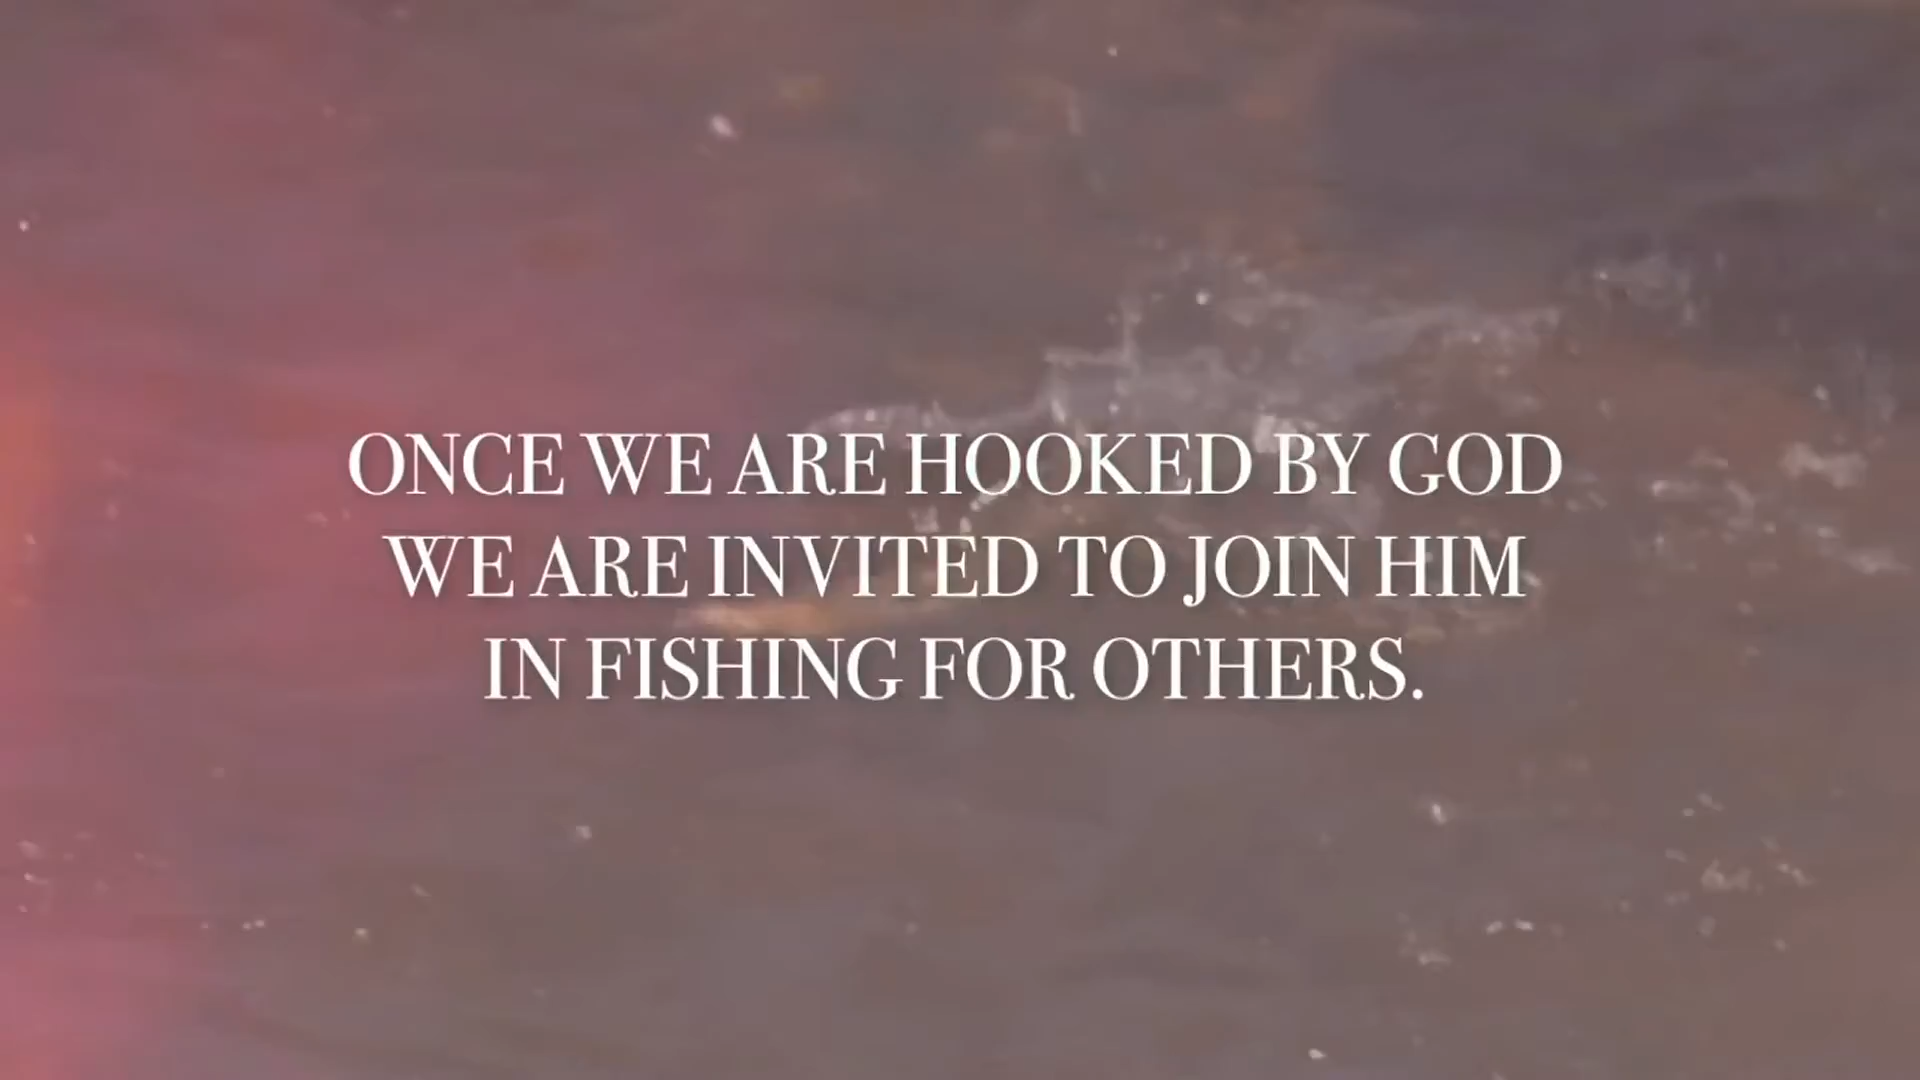 ONCE WE ARE HOOKED BY GOD
WE ARE INVITED TO JOIN HIM
IN FISHING FOR OTHERS.